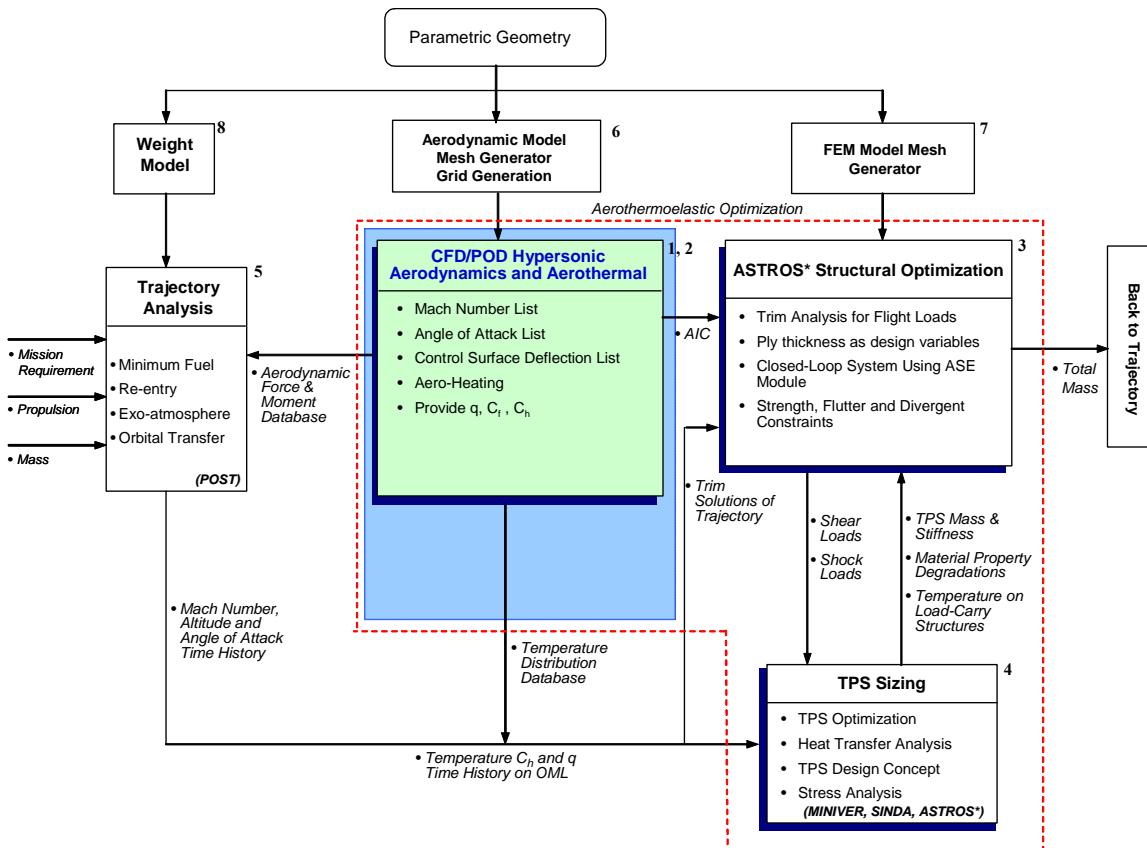 Parametric Geometry
8
Weight
Model
6
Aerodynamic Model
Mesh Generator
Grid Generation
7
FEM Model Mesh
Generator
Aerothermoelastic Optimization
5
Trajectory
Analysis
• Minimum Fuel
• Re-entry
• Exo-atmosphere
• Orbital Transfer
(POST)
• Mission
Requirement
• Propulsion
• Mass
• Aerodynamic
Force &
Moment
Database
1, 2
CFD/POD Hypersonic
Aerodynamics and Aerothermal
• Mach Number List
• Angle of Attack List
• Control Surface Deflection List
• Aero-Heating
• Provide q, Cf , Ch
• AIC
3
ASTROS* Structural Optimization
• Trim Analysis for Flight Loads
• Ply thickness as design variables
• Closed-Loop System Using ASE
Module
• Strength, Flutter and Divergent
Constraints
• Total
Mass
Back to Trajectory
• Trim
Solutions of
Trajectory
• Shear
Loads
• Shock
Loads
• TPS Mass &
Stiffness
• Material Property
Degradations
• Temperature on
Load-Carry
Structures
• Mach Number,
Altitude and
Angle of Attack
Time History
• Temperature
Distribution
Database
• Temperature Ch and q
Time History on OML
4
TPS Sizing
• TPS Optimization
• Heat Transfer Analysis
• TPS Design Concept
• Stress Analysis
(MINIVER, SINDA, ASTROS*)